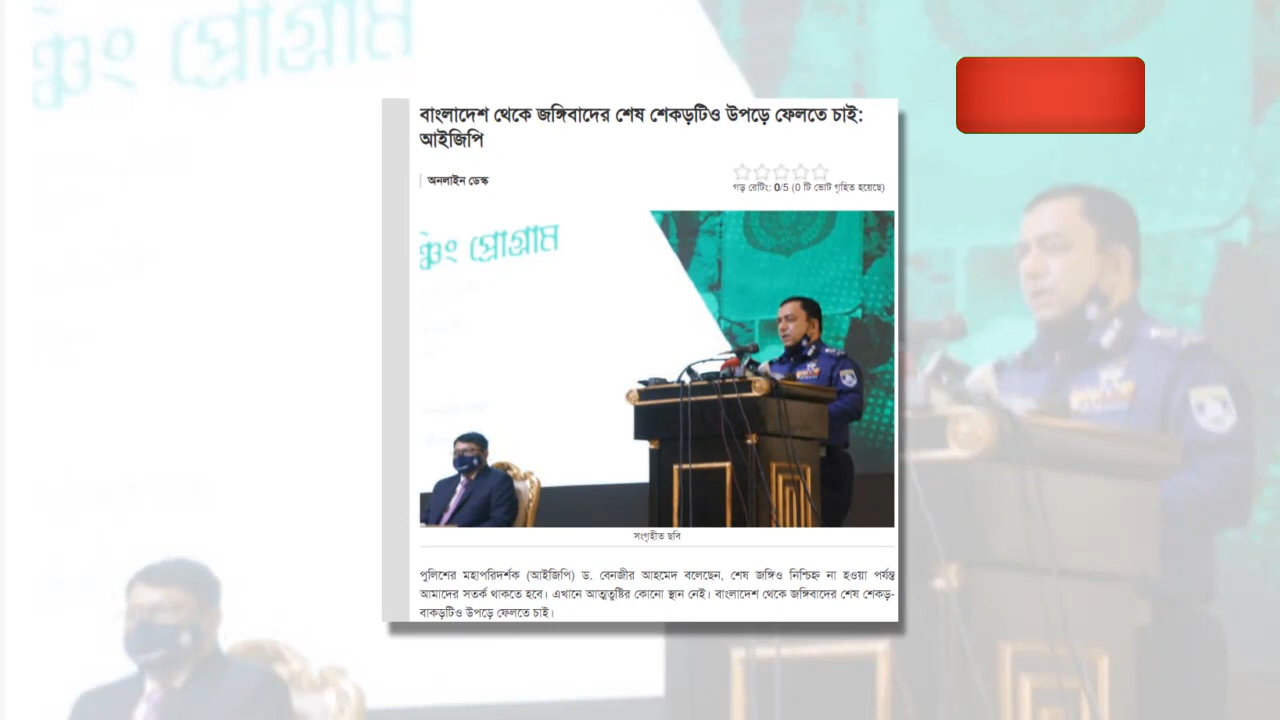 ঞ্চিং প্রোগ্রাম
বাংলাদেশ থেকে জঙ্গিবাদের শেষ শেকড়টিও উপড়ে ফেলতে চাই:
আইজিপি
অনলাইন ডেস্ক
গড় রেটিং: 0/5 (0 টি ভোট গৃহিত হয়েছে)
ঞ্চিং প্রোগ্রাম
সংগৃহীত ছবি
পুলিশের মহাপরিদর্শক (আইজিপি) ড. বেনজীর আহমেদ বলেছেন, শেষ জঙ্গিও নিশ্চিহ্ন না হওয়া পর্যন্ত
আমাদের সতর্ক থাকতে হবে। এখানে আত্মতুষ্টির কোনো স্থান নেই। বাংলাদেশ থেকে জঙ্গিবাদের শেষ শেকড়-
বাকড়টিও উপড়ে ফেলতে চাই।